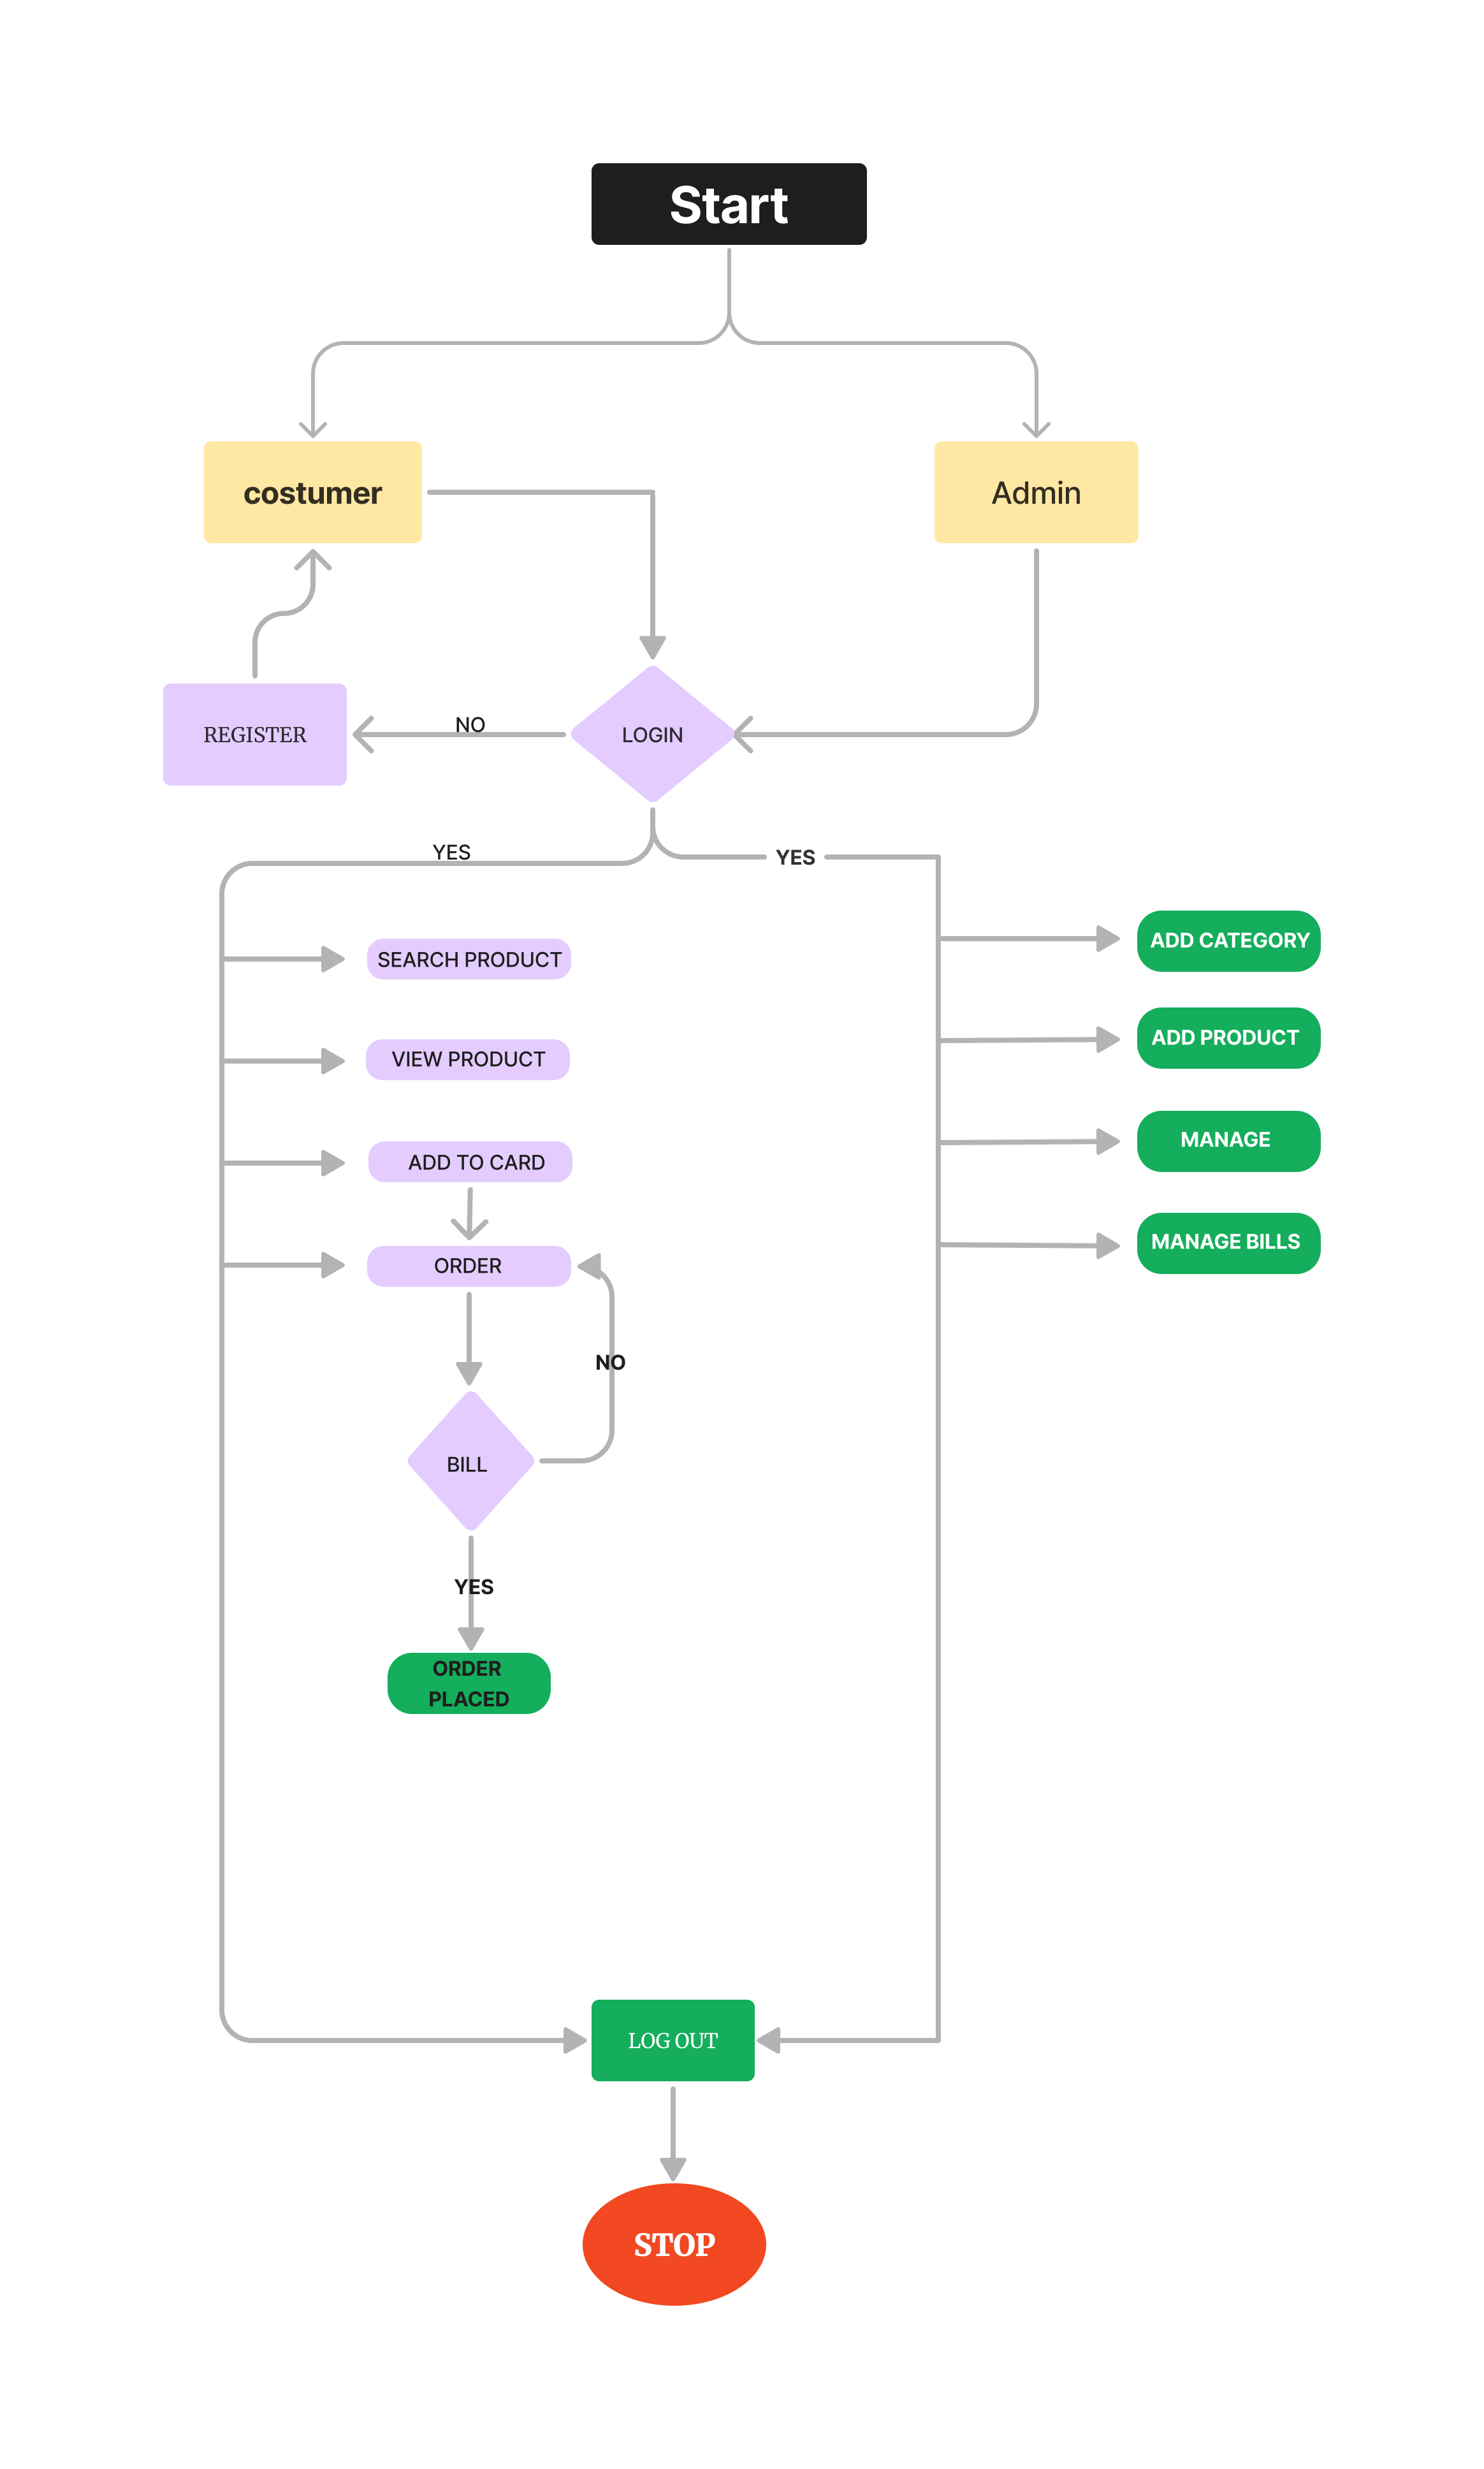 Start
costumer
Admin
REGISTER
NO
LOGIN
YES
YES
SEARCH PRODUCT
VIEW PRODUCT
ADD TO CARD
ORDER
NO
BILL
YES
ORDER
PLACED
ADD CATEGORY
ADD PRODUCT
MANAGE
MANAGE BILLS
LOG OUT
STOP